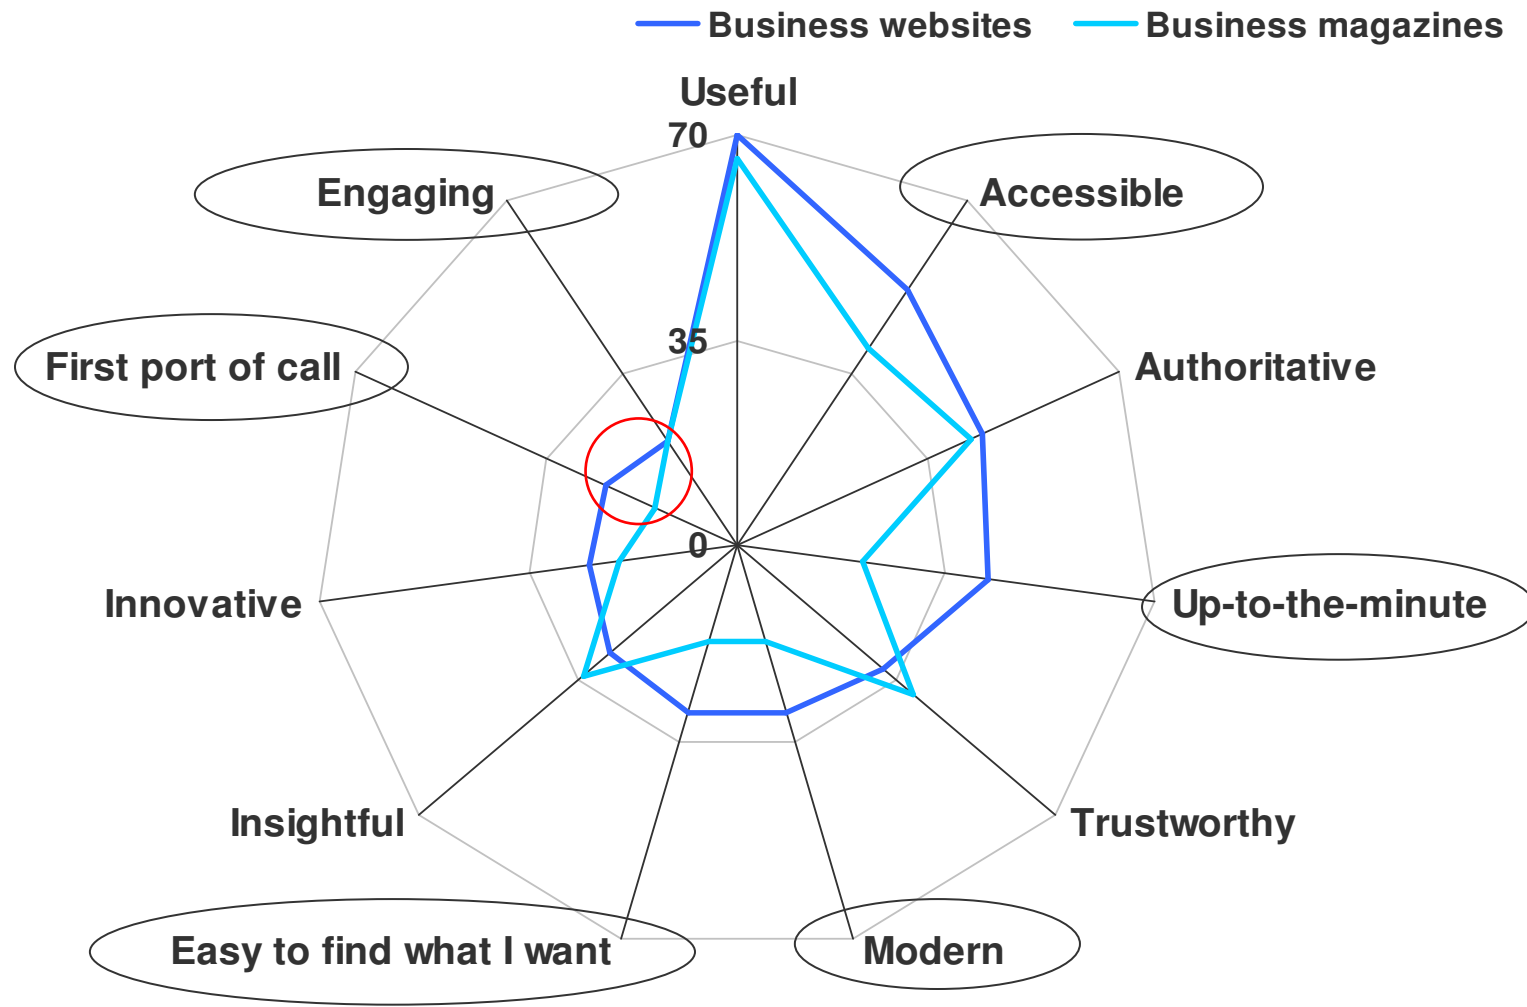 Business websites
Business magazines
Useful
70
Engaging
Accessible
35
First port of call
Authoritative
0
Innovative
Up-to-the-minute
Insightful
Trustworthy
Easy to find what I want
Modern